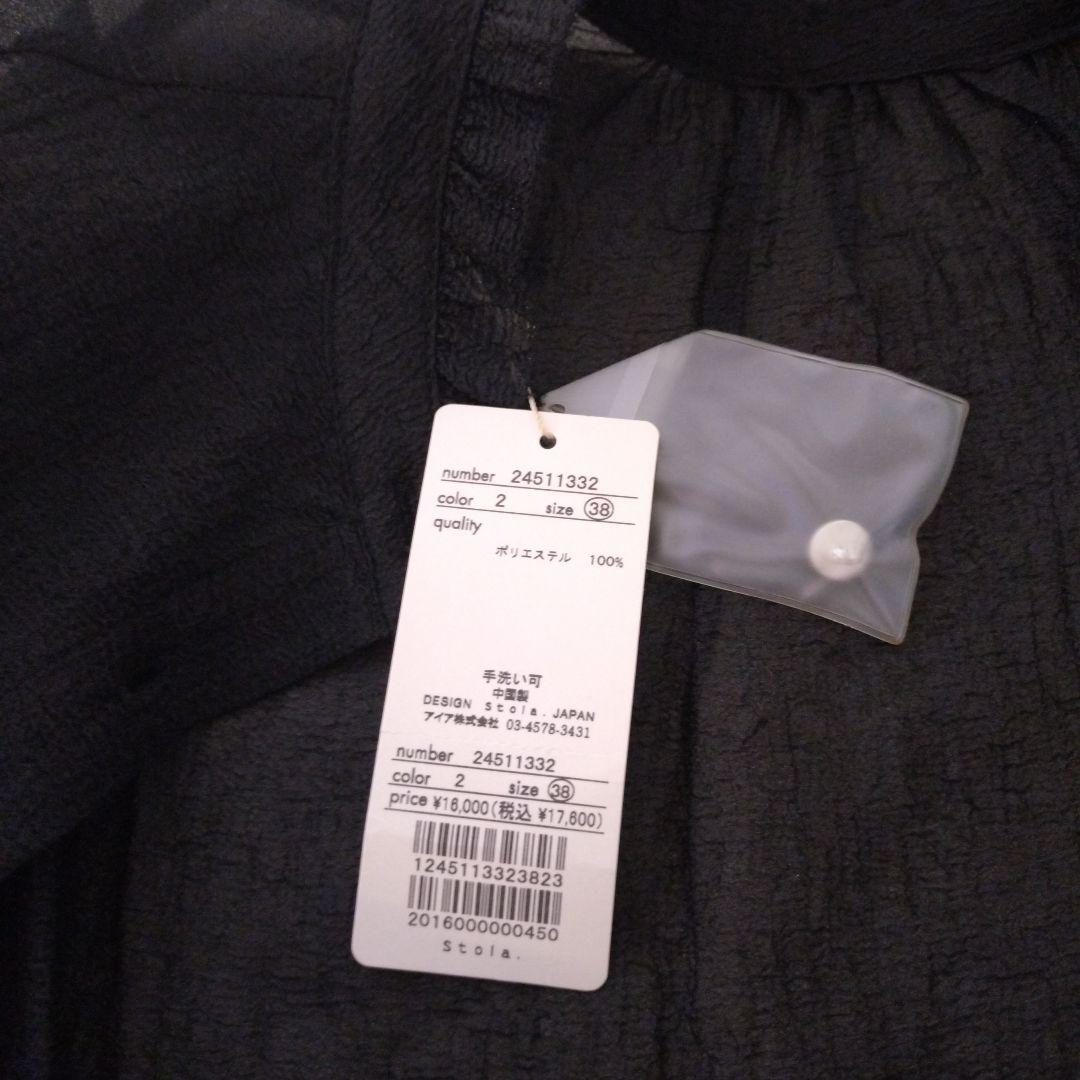 number 24511332
color 2 size 38
quality
ポリエステル 100%
手洗い可
中国製
DESIGN Stola. JAPAN
アイア株式会社 03-4578-3431
number 24511332
color 2 size 38
price ¥16,000(税込 ¥17,600)
1245113323823
2016000000450
Stola.